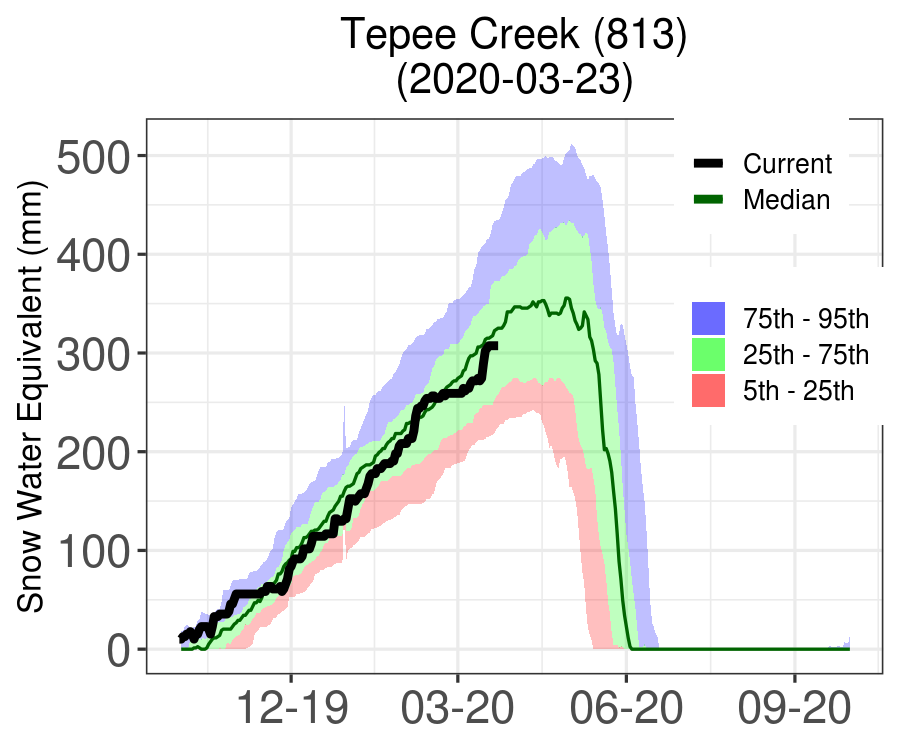 Tepee Creek (813)
(2020-03-23)
Snow Water Equivalent (mm)
500
400
300
200
100
0
12-19
03-20
06-20
09-20
Current
Median
75th - 95th
25th - 75th
5th - 25th